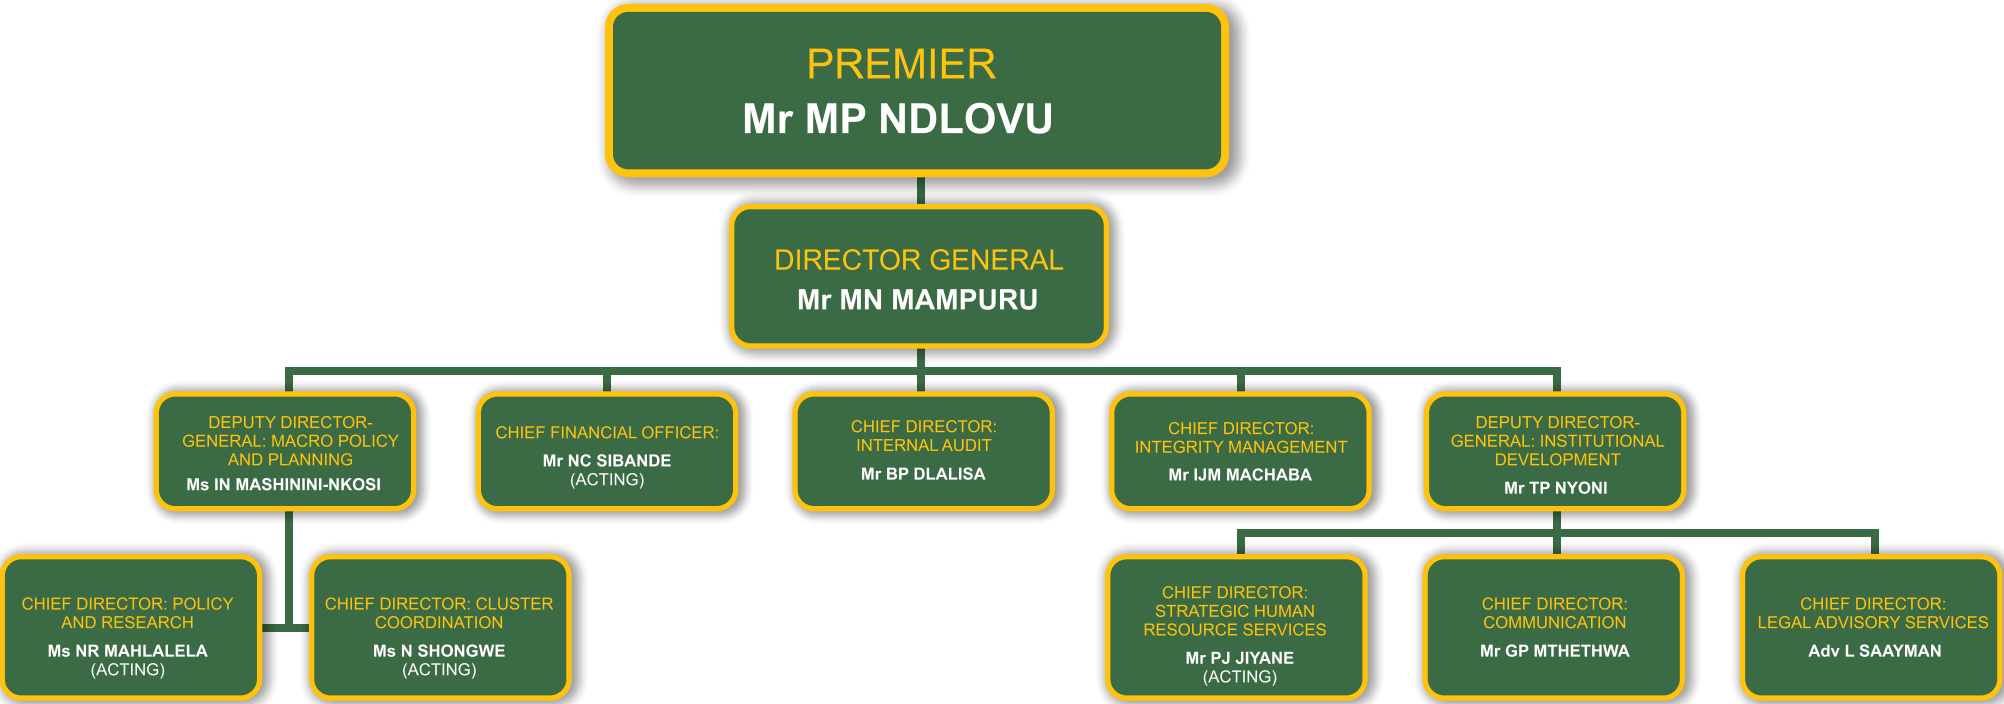 PREMIER
Mr MP NDLOVU
DIRECTOR GENERAL
Mr MN MAMPURU
DEPUTY DIRECTOR-
GENERAL: MACRO POLICY
AND PLANNING
Ms IN MASHININI-NKOSI
CHIEF FINANCIAL OFFICER:
Mr NC SIBANDE
(ACTING)
CHIEF DIRECTOR:
INTERNAL AUDIT
Mr BP DLALISA
CHIEF DIRECTOR:
INTEGRITY MANAGEMENT
Mr IJM MACHABA
DEPUTY DIRECTOR-
GENERAL: INSTITUTIONAL
DEVELOPMENT
Mr TP NYONI
CHIEF DIRECTOR: POLICY
AND RESEARCH
Ms NR MAHLALELA
(ACTING)
CHIEF DIRECTOR: CLUSTER
COORDINATION
Ms N SHONGWE
(ACTING)
CHIEF DIRECTOR:
STRATEGIC HUMAN
RESOURCE SERVICES
Mr PJ JIYANE
(ACTING)
CHIEF DIRECTOR:
COMMUNICATION
Mr GP MTHETHWA
CHIEF DIRECTOR:
LEGAL ADVISORY SERVICES
Adv L SAAYMAN